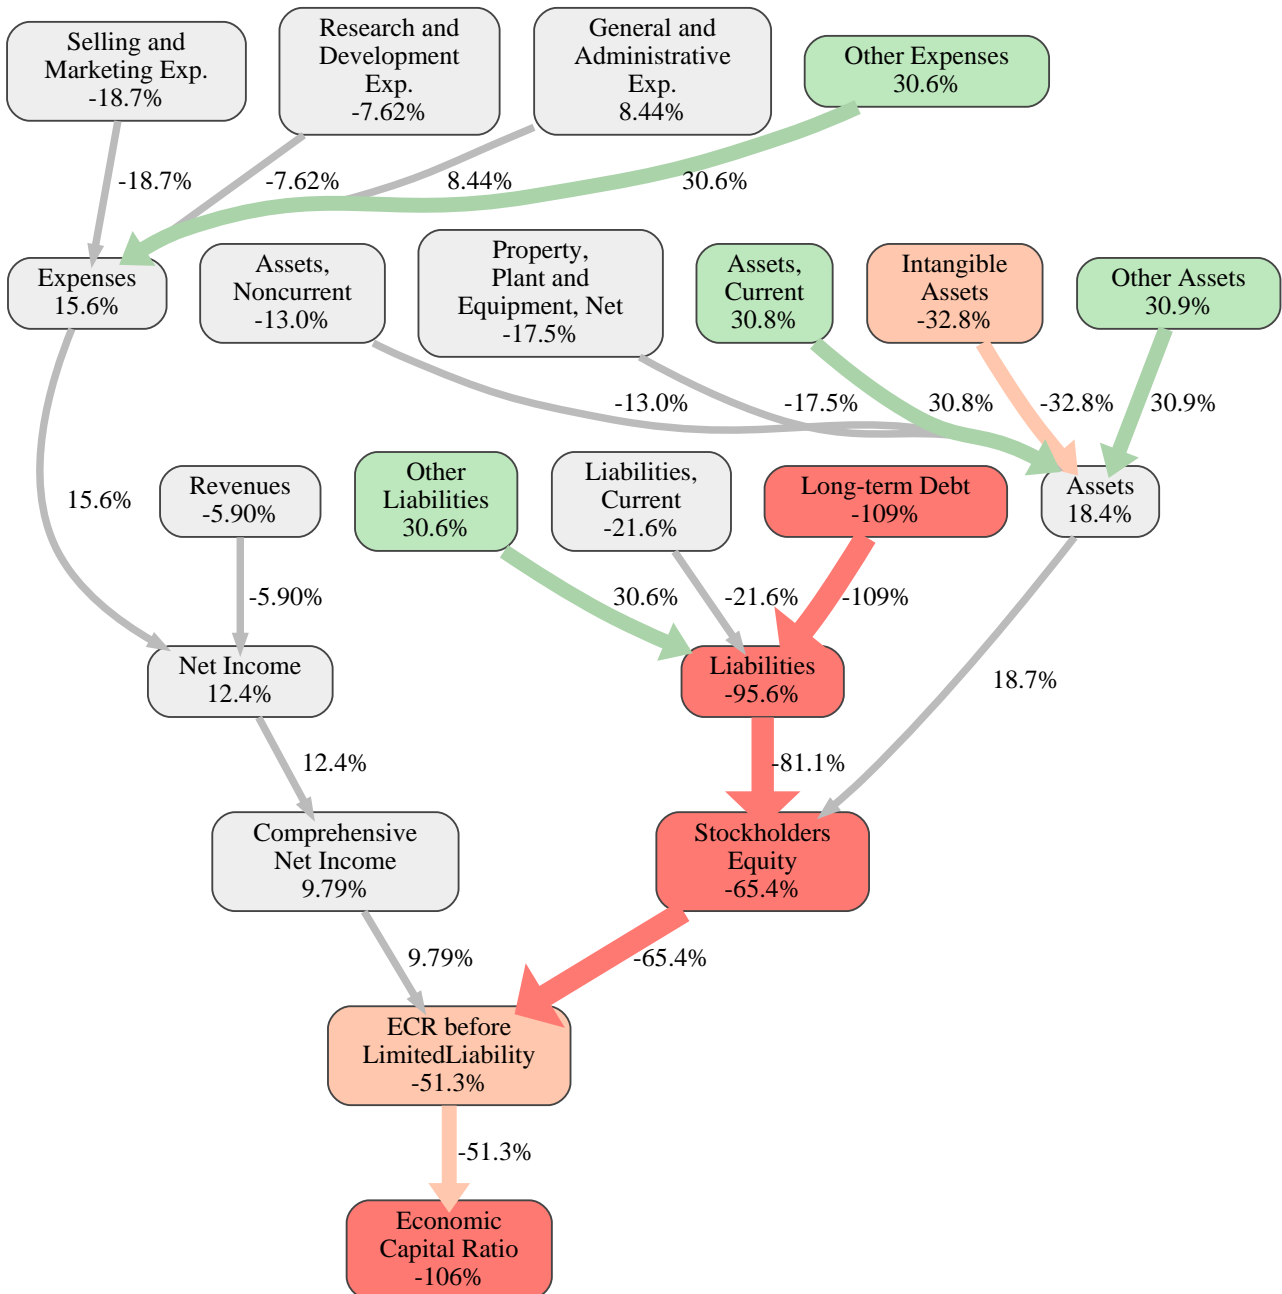 Selling and
Marketing Exp.
-18.7%
Research and
Development
Exp.
-7.62%
General and
Administrative
Exp.
8.44%
Other Expenses
30.6%
-18.7%
-7.62%
8.44%
30.6%
Expenses
15.6%
Assets,
Noncurrent
-13.0%
Property,
Plant and
Equipment, Net
-17.5%
Assets,
Current
30.8%
Intangible
Assets
-32.8%
Other Assets
30.9%
-13.0%
-17.5%
30.8%
-32.8%
30.9%
15.6%
Revenues
-5.90%
Other
Liabilities
30.6%
Liabilities,
Current
-21.6%
Long-term Debt
-109%
Assets
18.4%
-5.90%
30.6%
-21.6%
-109%
Net Income
12.4%
Liabilities
-95.6%
18.7%
12.4%
-81.1%
Comprehensive
Net Income
9.79%
Stockholders
Equity
-65.4%
9.79%
-65.4%
ECR before
LimitedLiability
-51.3%
-51.3%
Economic
Capital Ratio
-106%